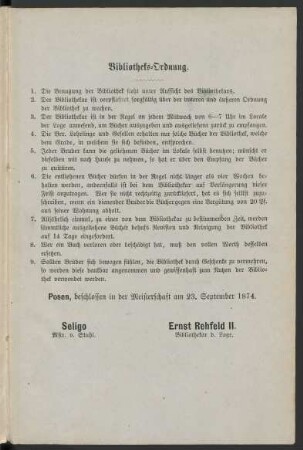 Bibliotheks-Ordnung.
1. Die Benutzung der Bibliothek steht unter Aufsicht des Bibliothekars.
2. Der Bibliothekar ist verpflichtet sorgfältig über der inneren und äußeren Ordnung
der Bibliothek zu wachen.
3. Der Bibliothekar ist in der Regel an jedem Mittwoch von 6—7 Uhr im Locale
der Loge anwesend, um Bücher auszugeben und ausgeliehene zurück zu empfangen.
4. Die Brr. Lehrlinge und Gesellen erhalten nur solche Bücher der Bibliothek, welche
dem Grade, in welchem sie sich befinden, entsprechen.
5. Jeder Bruder kann die geliehenen Bücher im Lokale selbst benutzen; wünscht er
dieselben mit nach Hause zu nehmen, so hat er über den Empfang der Bücher
zu quittiren.
6. Die entliehenen Bücher dürfen in der Regel nicht länger als vier Wochen be-
halten werden, andernfalls ist bei dem Bibliothekar auf Verlängerung dieser
Zeit anzutragen. Wer sie nicht rechtzeitig zurückliefert, hat es sich selbst zuzu-
schreiben, wenn ein dienender Bruder die Bücher gegen eine Vergütung von 20 Pf.
aus seiner Wohnung abholt.
7. Alljährlich einmal, zu einer von dem Bibliothekar zu bestimmenden Zeit, werden
sämmtliche ausgeliehene Bücher behufs Revision und Reinigung der Bibliothek
auf 14 Tage eingefordert.
8. Wer ein Buch verloren oder beschädigt hat, muß den vollen Werth desselben
ersetzen.
9. Sollten Brüder sich bewogen fühlen, die Bibliothek durch Geschenke zu vermehren,
so werden diese dankbar angenommen und gewissenhaft zum Nutzen der Biblio-
thek verwendet werden.
Posen, beschlossen in der Meisterschaft am 23. September 1874.
Seligo
Mstr. v. Stuhl.
Ernst Rehfeld II.
Bibliothekar d. Loge.